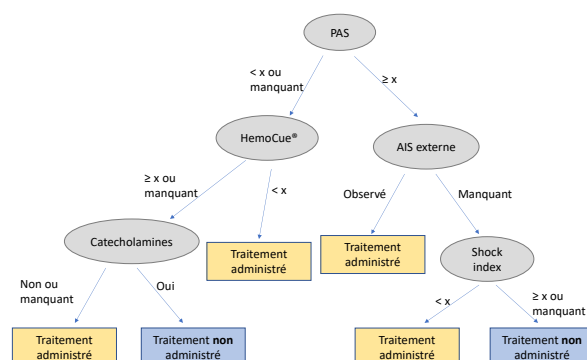 PAS
< x ou
manquant
≥ x
HemoCue®
AIS externe
≥ x ou
manquant
< x
Observé
Manquant
Catecholamines
Traitement
administré
Traitement
administré
Shock
index
Non ou
manquant
Oui
< x
≥ x ou
manquant
Traitement
administré
Traitement non
administré
Traitement
administré
Traitement non
administré